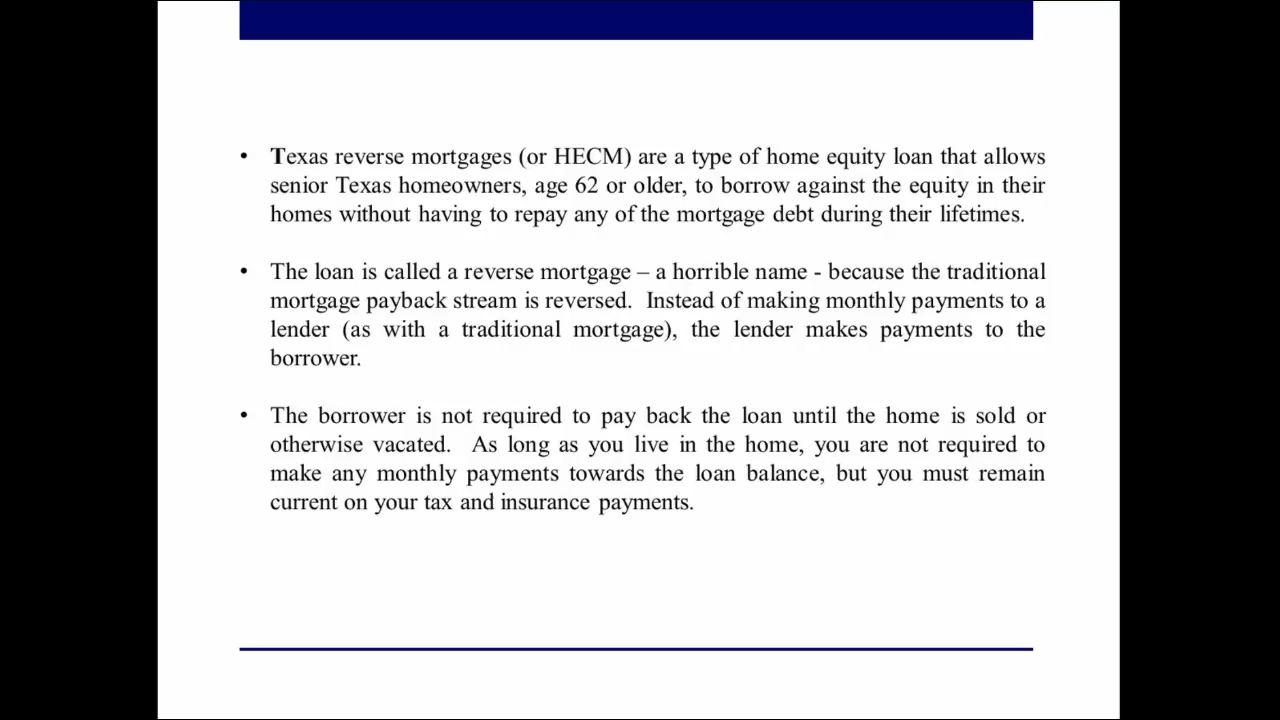 • Texas reverse mortgages (or HECM) are a type of home equity loan that allows
senior Texas homeowners, age 62 or older, to borrow against the equity in their
homes without having to repay any of the mortgage debt during their lifetimes.
• The loan is called a reverse mortgage – a horrible name - because the traditional
mortgage payback stream is reversed.  Instead of making monthly payments to a
lender (as with a traditional mortgage), the lender makes payments to the
borrower.
• The borrower is not required to pay back the loan until the home is sold or
otherwise vacated.  As long as you live in the home, you are not required to
make any monthly payments towards the loan balance, but you must remain
current on your tax and insurance payments.